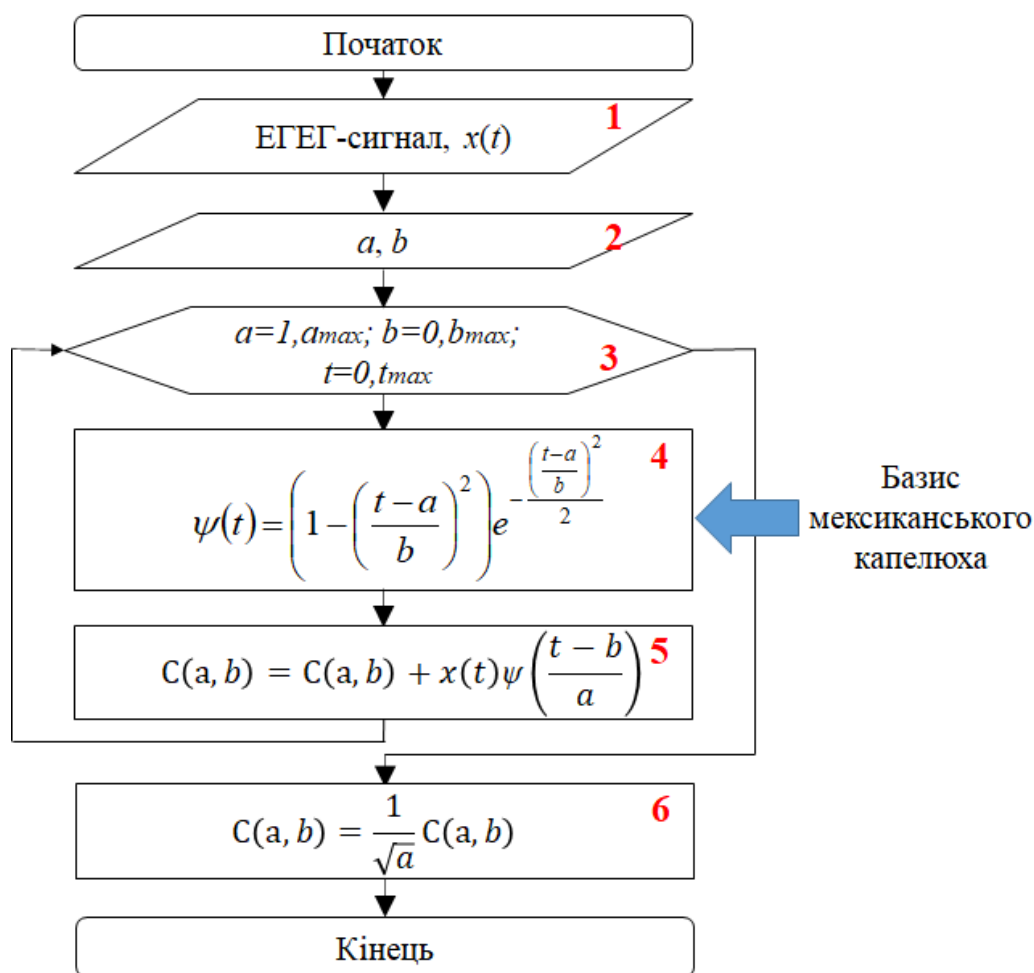 Початок
ЕГЕГ-сигнал, x(t) 1
a, b 2
a=1,amax; b=0,bmax;
t=0,tmax 3
ψ(t)=(1-((t-a)/b)^2)e^(-((t-a)/b)^2/2) 4
Базис
мексиканського
капелюха
C(a, b) = C(a, b) + x(t)ψ((t-b)/a) 5
C(a, b) = 1/√a C(a, b) 6
Кінець